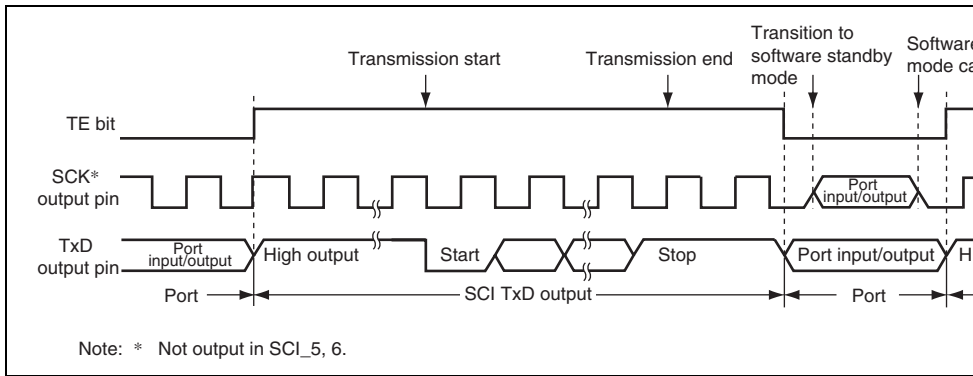 Transmission start
Transmission end
Transition to
software standby
mode
Software
mode
TE bit
SCK*
output pin
Port
input/output
TxD
output pin
Port
input/output
High output
Start
Stop
Port input/output
H
Port
SCI TxD output
Port
Note: * Not output in SCI_5, 6.